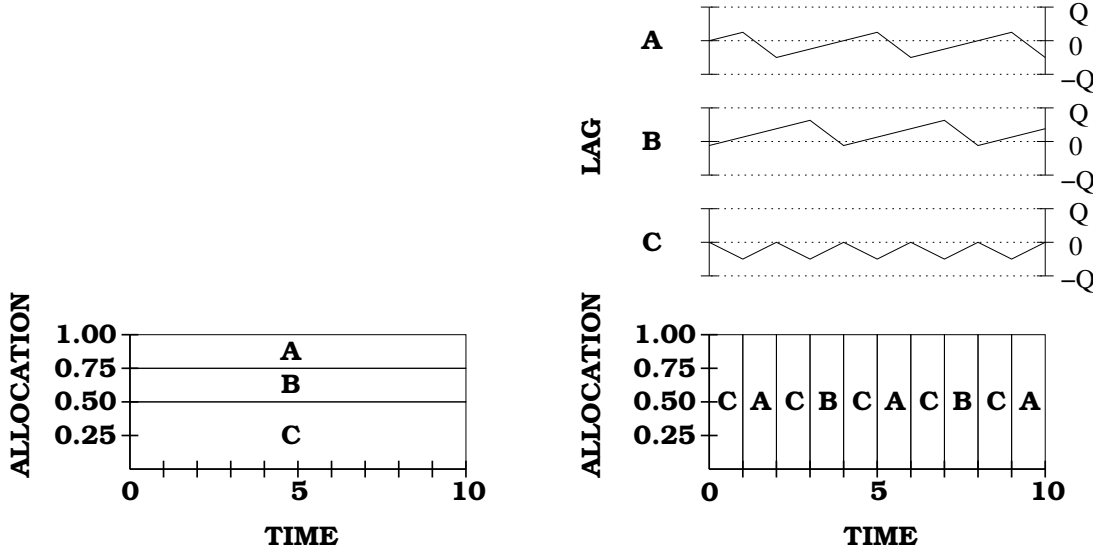 Q
A
0
–Q
Q
B
0
–Q
Q
C
0
–Q
LAG
ALLOCATION
1.00
0.75
0.50
0.25
A
B
C
0
5
10
TIME
ALLOCATION
1.00
0.75
0.50
0.25
C A C B C A C B C A
0
5
10
TIME